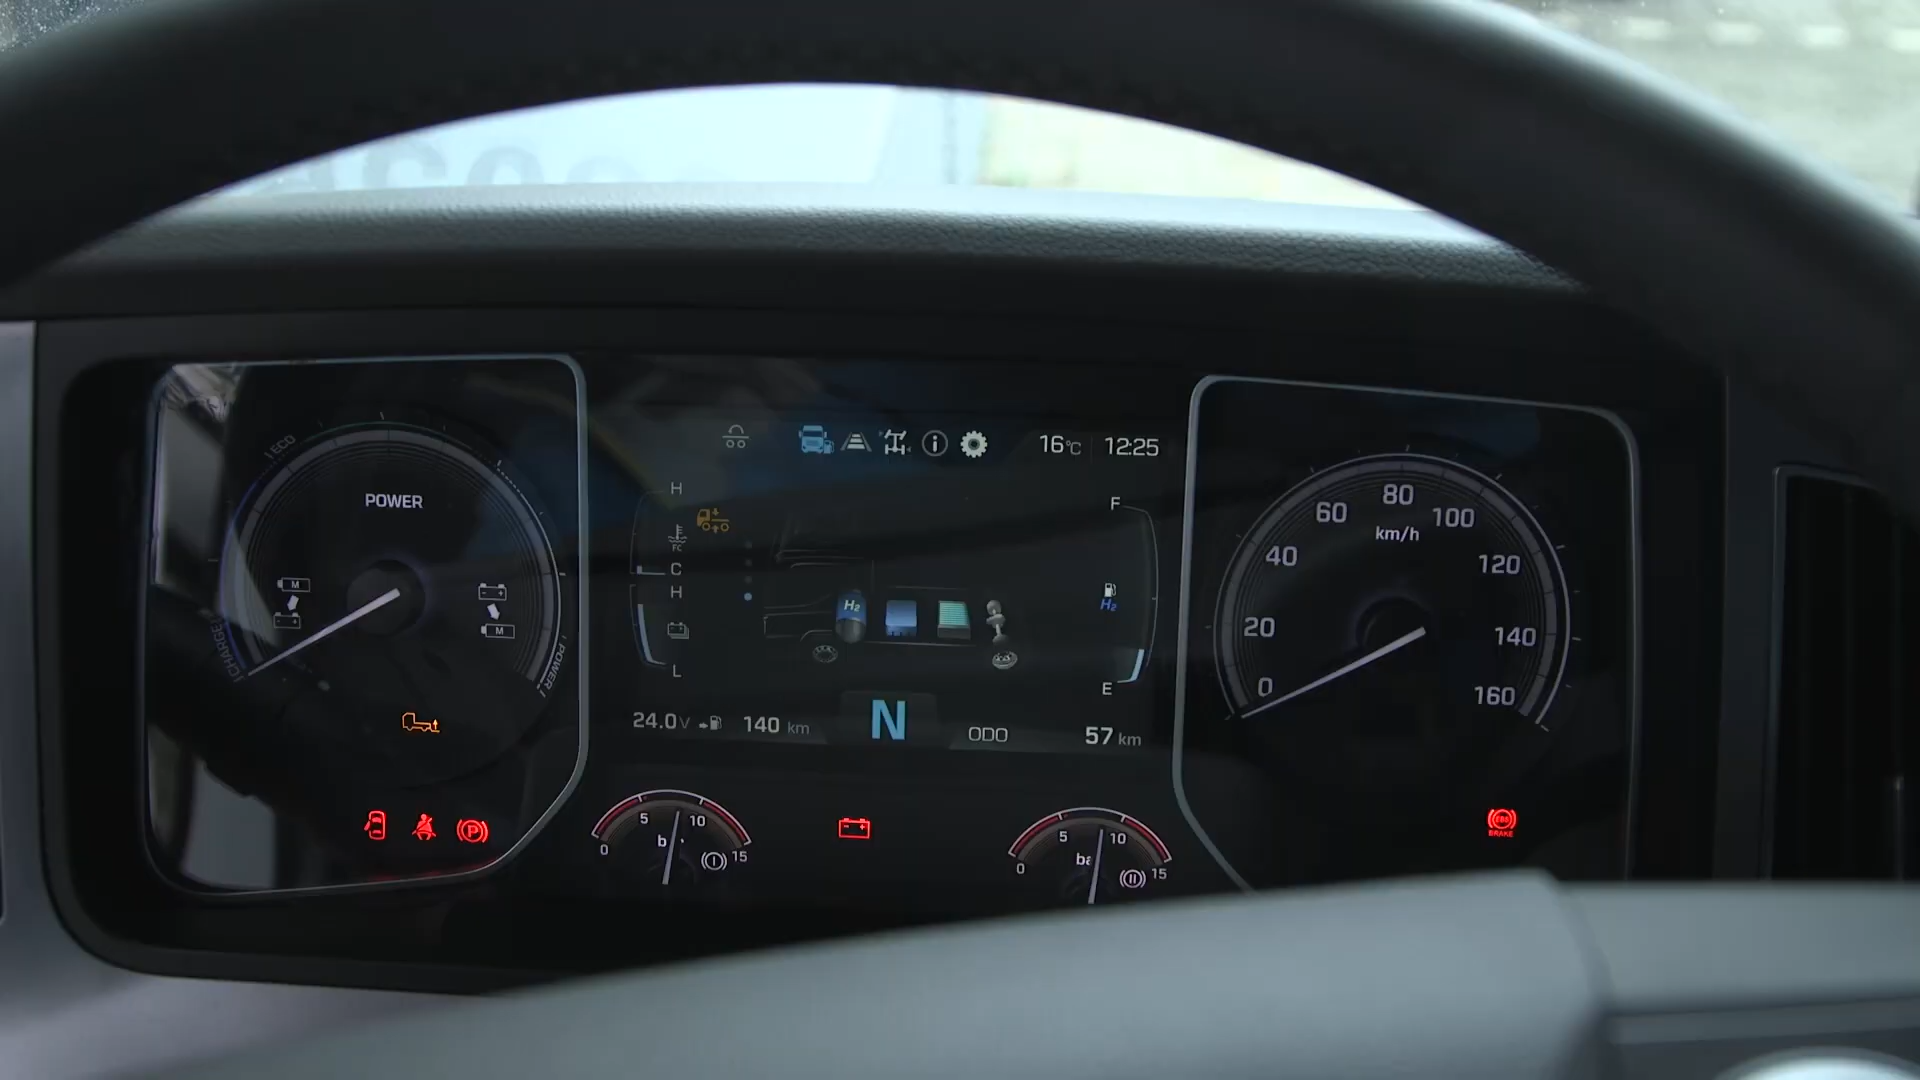 ECO
POWER
M
M
CHARGE
POWER
16°C
12:25
H
FC
C
H
L
H₂
F
H₂
E
24.0V
140 km
N
ODO
57 km
km/h
0
20
40
60
80
100
120
140
160
P
0
5
10
15
0
5
10
15
BRAKE